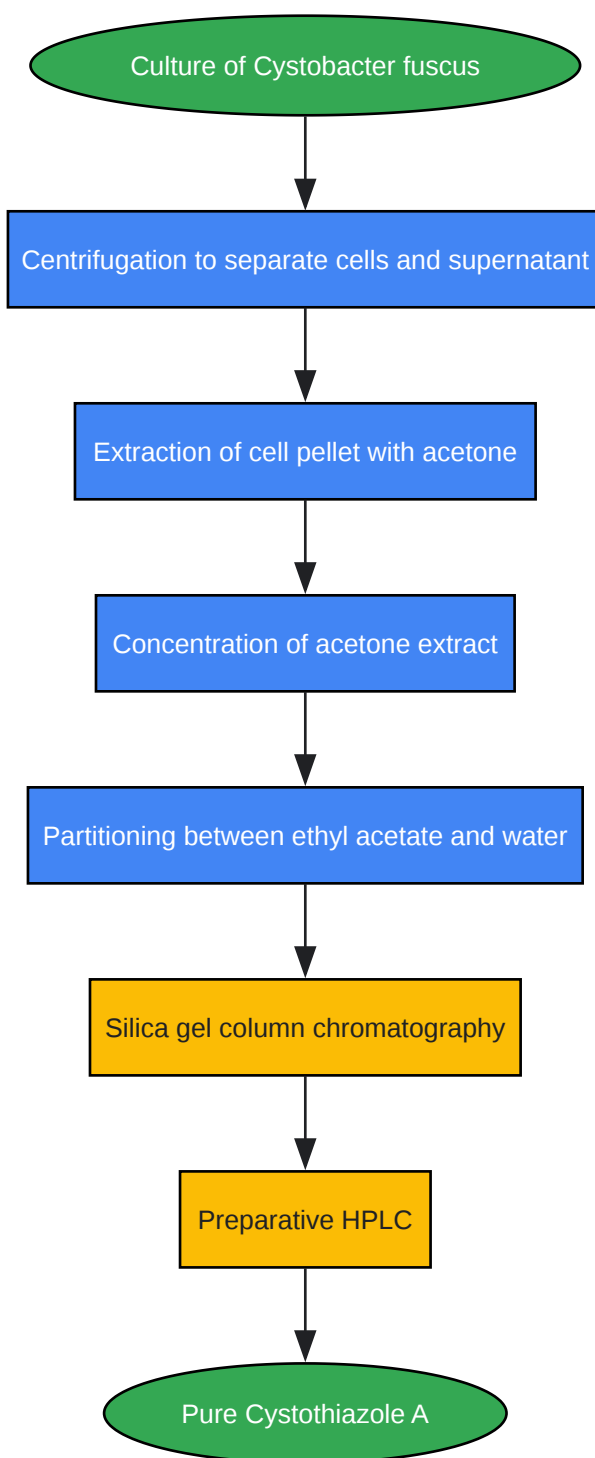 Culture of Cystobacter fuscus
Centrifugation to separate cells and supernatant
Extraction of cell pellet with acetone
Concentration of acetone extract
Partitioning between ethyl acetate and water
Silica gel column chromatography
Preparative HPLC
Pure Cystothiazole A